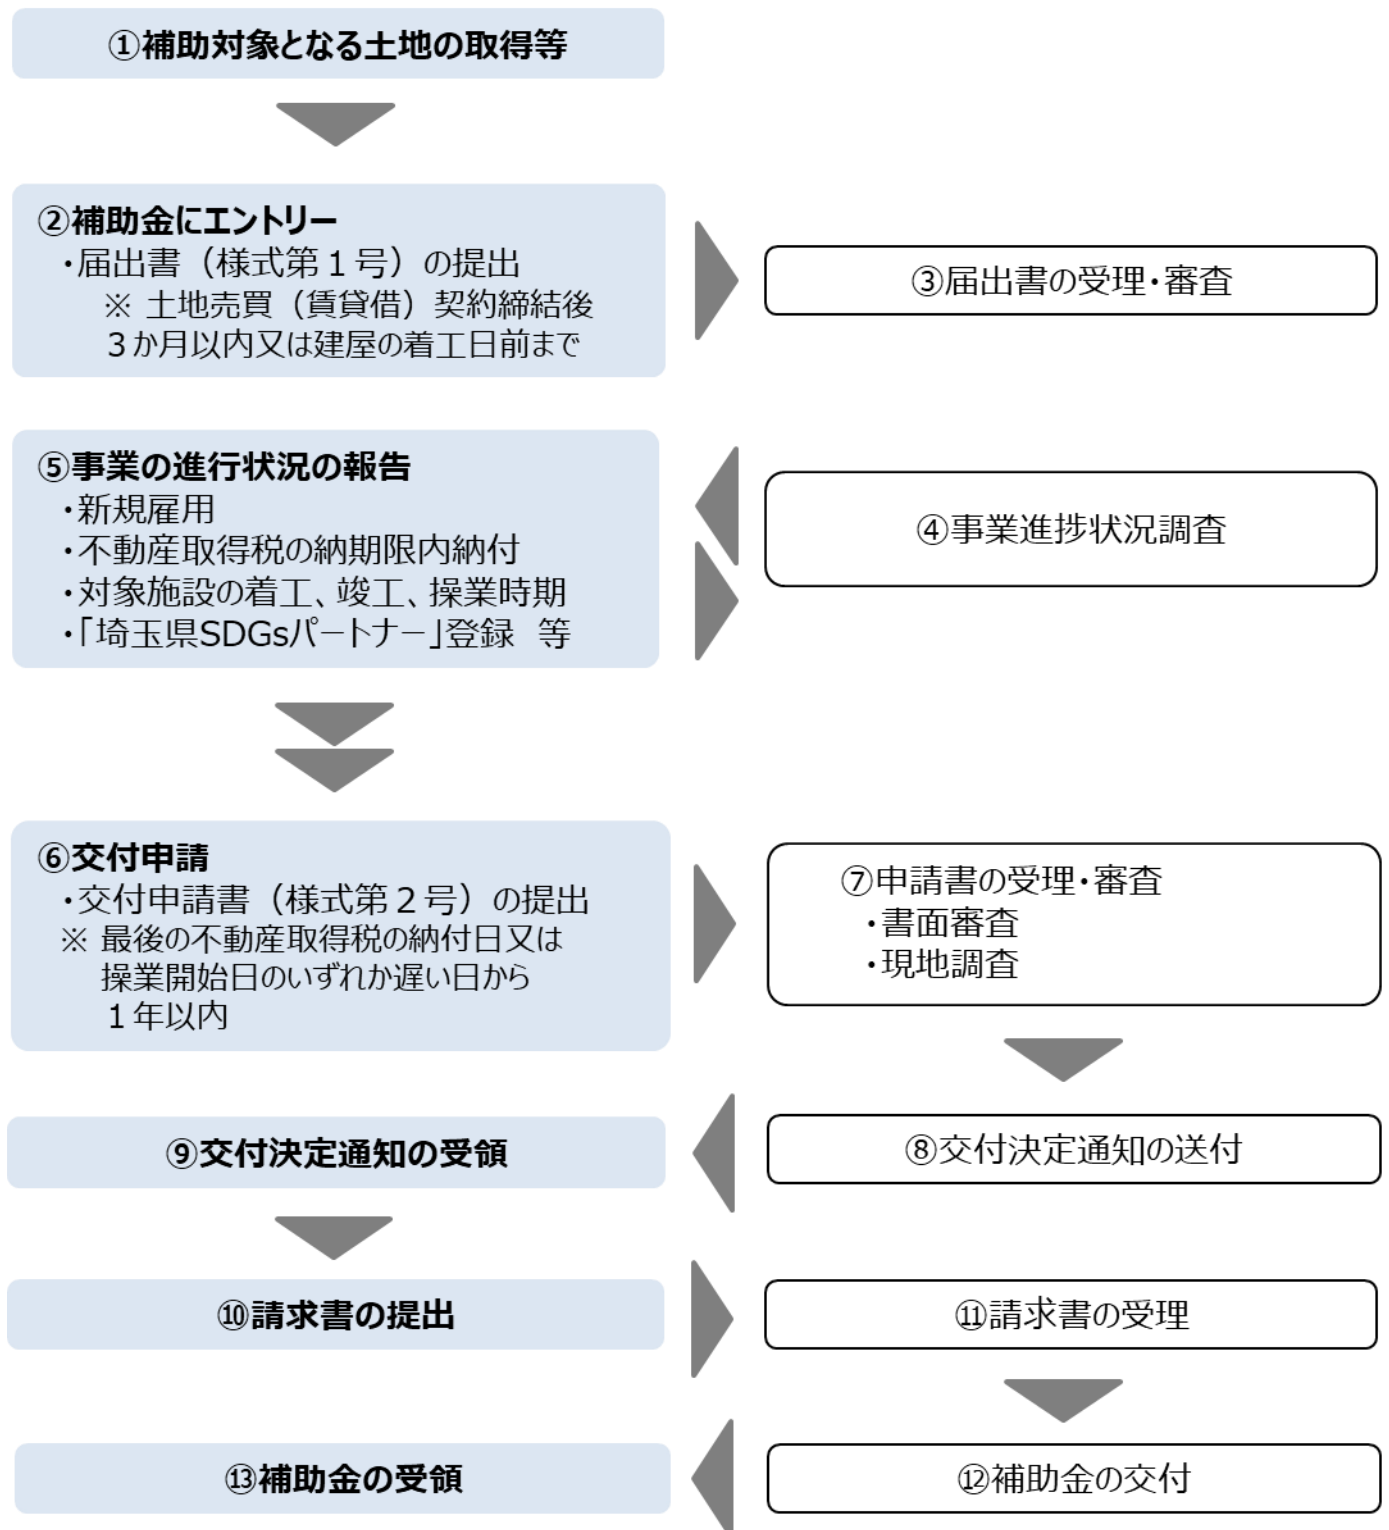 ①補助対象となる土地の取得等
②補助金にエントリー
・届出書（様式第１号）の提出
※ 土地売買（賃貸借）契約締結後
３か月以内又は建屋の着工日前まで
③届出書の受理・審査
⑤事業の進行状況の報告
・新規雇用
・不動産取得税の納期限内納付
・対象施設の着工、竣工、操業時期
・「埼玉県SDGsパートナー」登録　等
④事業進捗状況調査
⑥交付申請
・交付申請書（様式第２号）の提出
※ 最後の不動産取得税の納付日又は
操業開始日のいずれか遅い日から
１年以内
⑦申請書の受理・審査
・書面審査
・現地調査
⑨交付決定通知の受領
⑧交付決定通知の送付
⑩請求書の提出
⑪請求書の受理
⑬補助金の受領
⑫補助金の交付